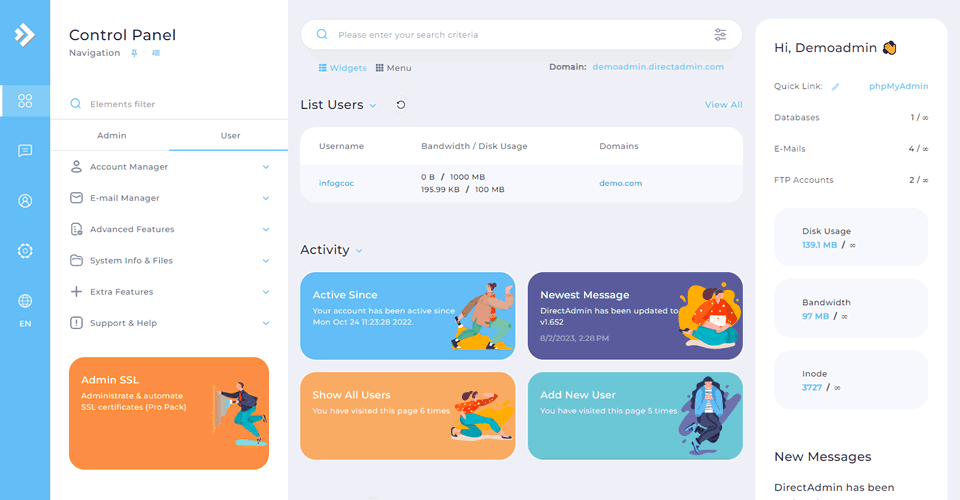 Control Panel
Navigation
Elements filter
Admin User
Account Manager
E-mail Manager
Advanced Features
System Info & Files
Extra Features
Support & Help
EN
Admin SSL
Administrate & automate
SSL certificates (Pro Pack)
Please enter your search criteria
Widgets Menu
Domain: demoadmin.directadmin.com
List Users
View All
Username Bandwidth / Disk Usage Domains
infogcoc
0 B / 1000 MB
195.99 KB / 100 MB
demo.com
Activity
Active Since
Your account has been active since
Mon Oct 24 11:23:28 2022.
Newest Message
DirectAdmin has been updated to
v1.652
8/2/2023, 2:28 PM
Show All Users
You have visited this page 6 times
Add New User
You have visited this page 5 times
Hi, Demoadmin
Quick Link: phpMyAdmin
Databases 1 / ∞
E-Mails 4 / ∞
FTP Accounts 2 / ∞
Disk Usage
139.1 MB / ∞
Bandwidth
97 MB / ∞
Inode
3727 / ∞
New Messages
DirectAdmin has been